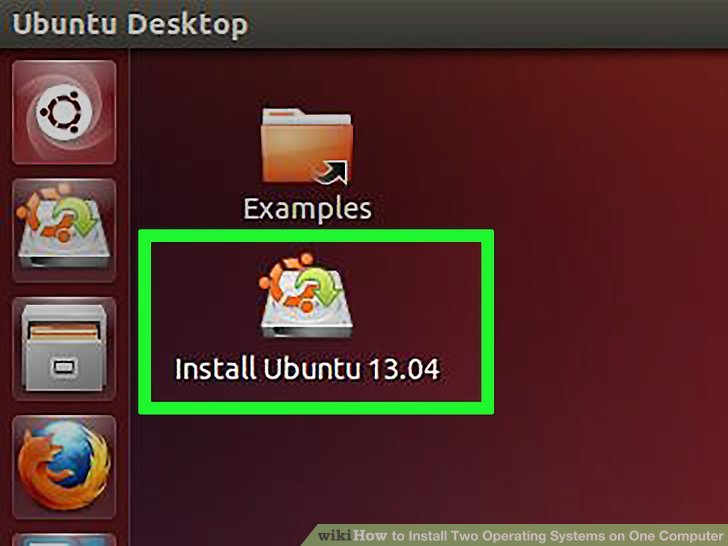 Ubuntu Desktop
Examples
Install Ubuntu 13.04
wikiHow to Install Two Operating Systems on One Computer